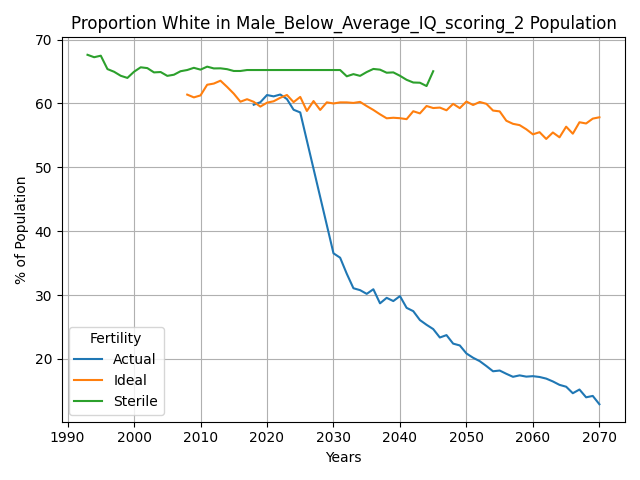 Proportion White in Male_Below_Average_IQ_scoring_2 Population
70
60
50
40
30
20
% of Population
Fertility
Actual
Ideal
Sterile
1990 2000 2010 2020 2030 2040 2050 2060 2070
Years